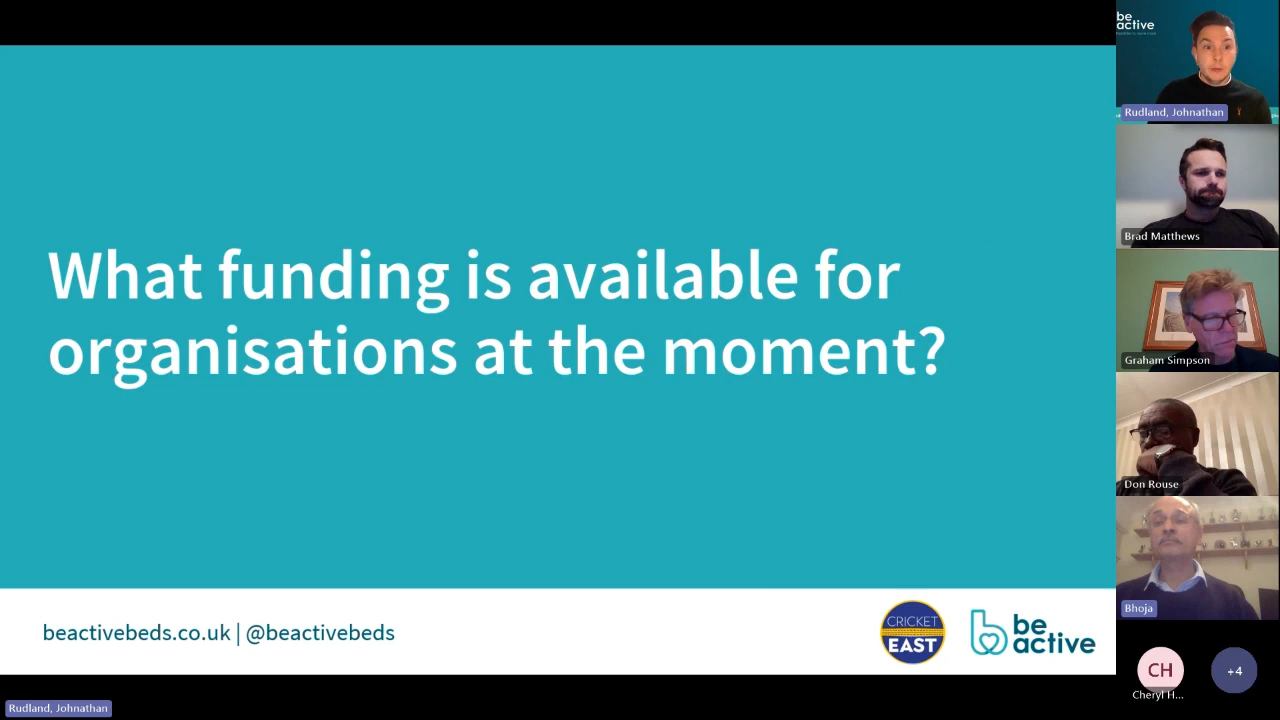 What funding is available for
organisations at the moment?
beactivebeds.co.uk | @beactivebeds
CRICKET
EAST
be
active
Rudland, Johnathan
be
active
Rudland, Johnathan
Brad Matthews
Graham Simpson
Don Rouse
Bhoja
CH
Cheryl H...
+4